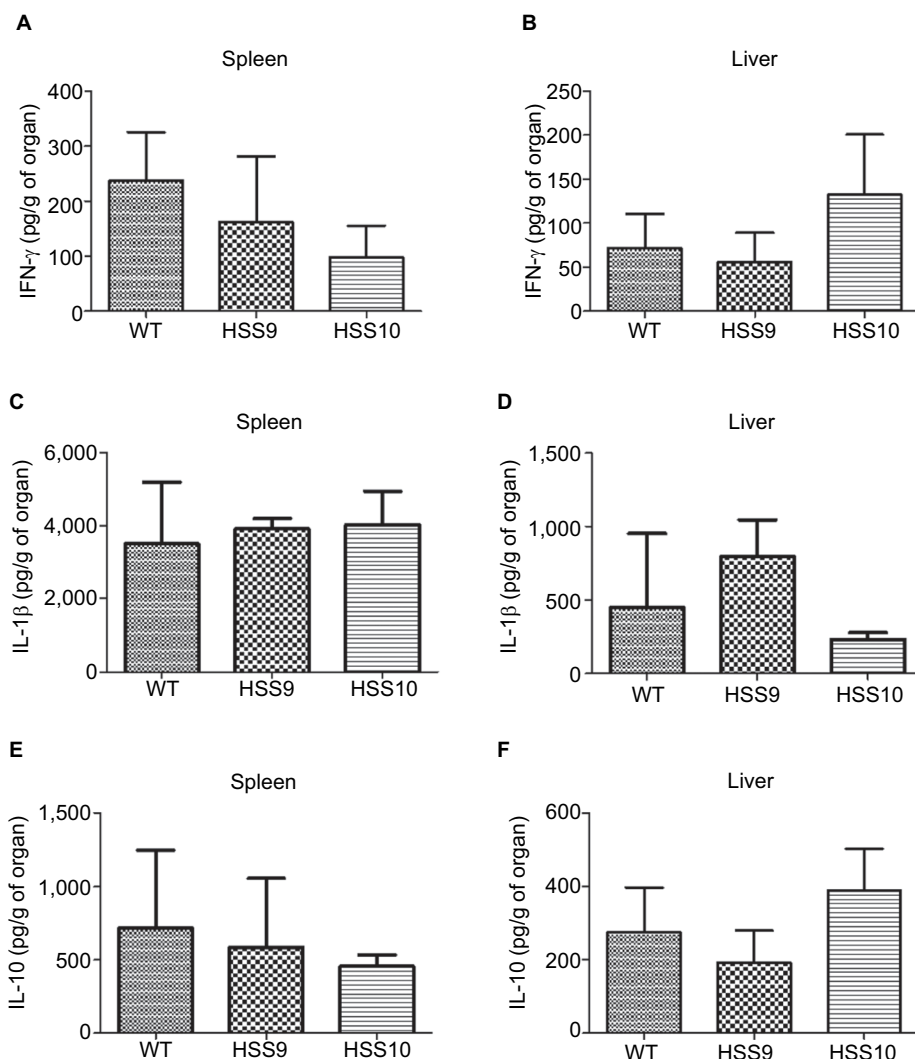 A
Spleen
IFN-γ (pg/g of organ)
400
300
200
100
0
WT HSS9 HSS10
B
Liver
IFN-γ (pg/g of organ)
250
200
150
100
50
0
WT HSS9 HSS10
C
Spleen
IL-1β (pg/g of organ)
6,000
4,000
2,000
0
WT HSS9 HSS10
D
Liver
IL-1β (pg/g of organ)
1,500
1,000
500
0
WT HSS9 HSS10
E
Spleen
IL-10 (pg/g of organ)
1,500
1,000
500
0
WT HSS9 HSS10
F
Liver
IL-10 (pg/g of organ)
600
400
200
0
WT HSS9 HSS10